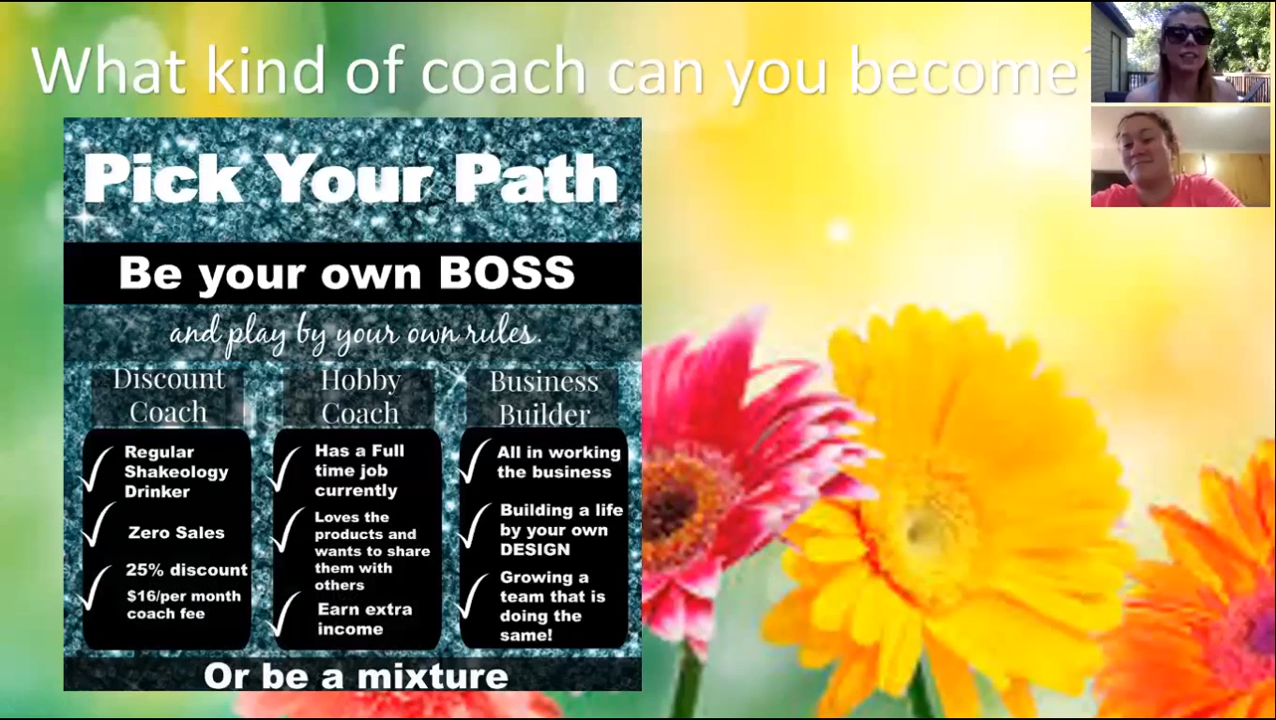 What kind of coach can you become?
Pick Your Path
Be your own BOSS
and play by your own rules.
Discount
Coach
Regular
Shakeology
Drinker
Zero Sales
25% discount
$16/per month
coach fee
Hobby
Coach
Has a Full
time job
currently
Loves the
products and
wants to share
them with
others
Earn extra
income
Business
Builder
All in working
the business
Building a life
by your own
DESIGN
Growing a
team that is
doing the
same!
Or be a mixture